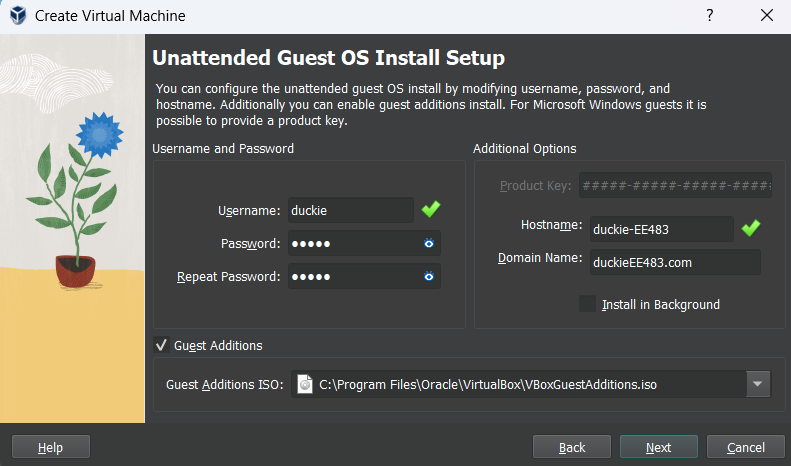 Create Virtual Machine
?
Unattended Guest OS Install Setup
You can configure the unattended guest OS install by modifying username, password, and
hostname. Additionally you can enable guest additions install. For Microsoft Windows guests it is
possible to provide a product key.
Username and Password
Username: duckie
Password: ●●●●●
Repeat Password: ●●●●●
Additional Options
Product Key: #####-#####-#####-####
Hostname: duckie-EE483
Domain Name: duckieEE483.com
Install in Background
Guest Additions
Guest Additions ISO: C:\Program Files\Oracle\VirtualBox\VBoxGuestAdditions.iso
Help
Back
Next
Cancel